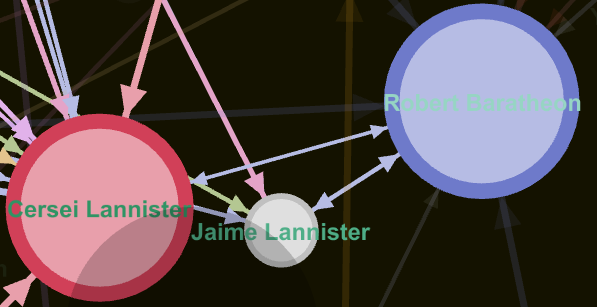 Robert Baratheon
Cersei Lannister
Jaime Lannister